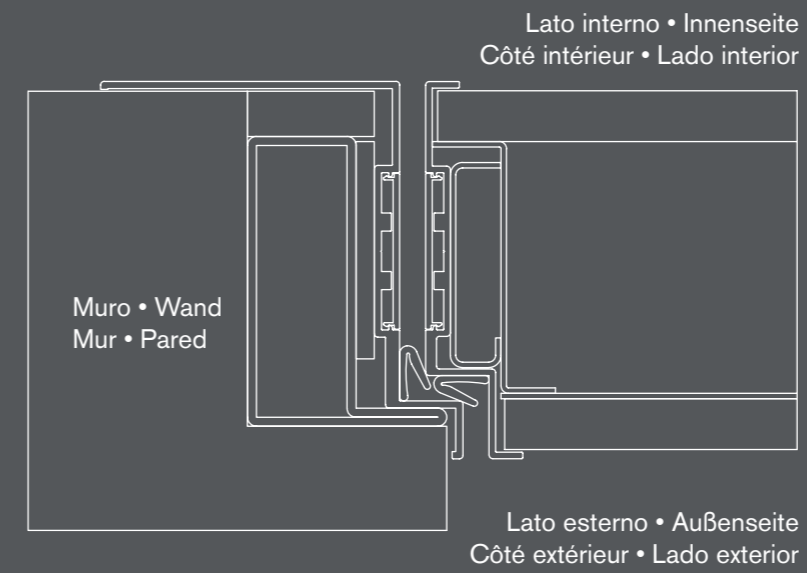 Lato interno • Innenseite
Côté intérieur • Lado interior
Muro • Wand
Mur • Pared
Lato esterno • Außenseite
Côté extérieur • Lado exterior